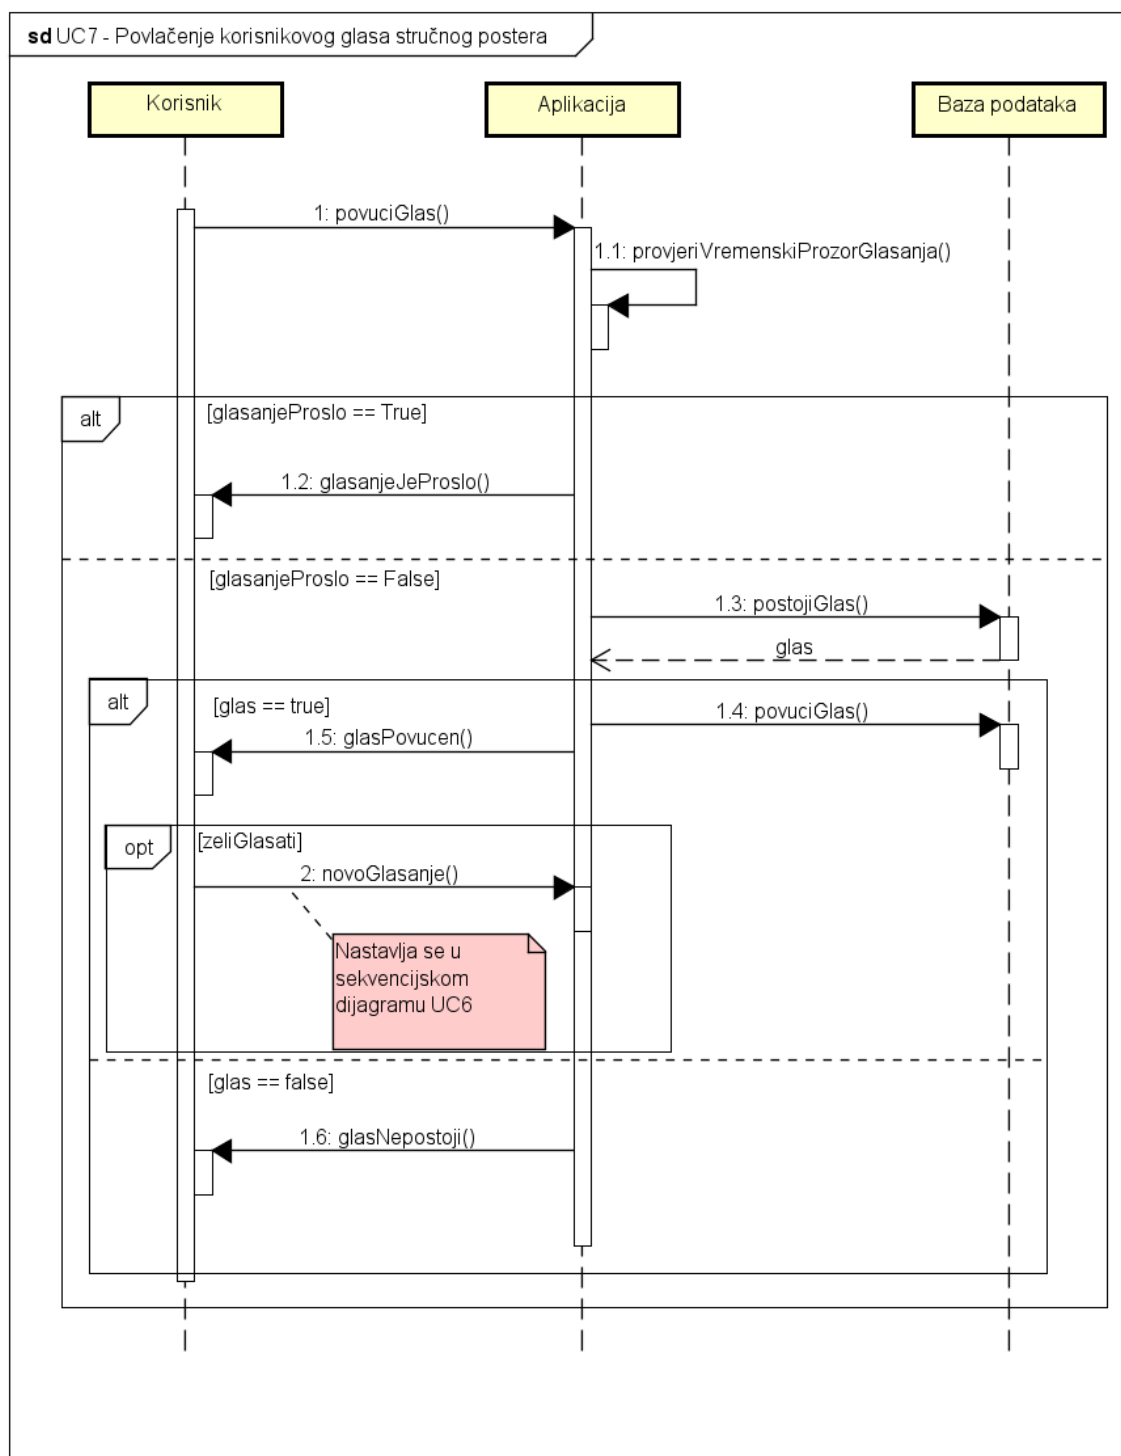 sd UC7 - Povlačenje korisnikovog glasa stručnog postera
Korisnik
Aplikacija
Baza podataka
1: povuciGlas()
1.1: provjeriVremenskiProzorGlasanja()
alt
[glasanjeProslo == True]
1.2: glasanjeJeProslo()
[glasanjeProslo == False]
1.3: postojiGlas()
glas
alt
[glas == true]
1.4: povuciGlas()
1.5: glasPovucen()
opt
[zeliGlasati]
2: novoGlasanje()
Nastavlja se u
sekvencijskom
dijagramu UC6
[glas == false]
1.6: glasNepostoji()